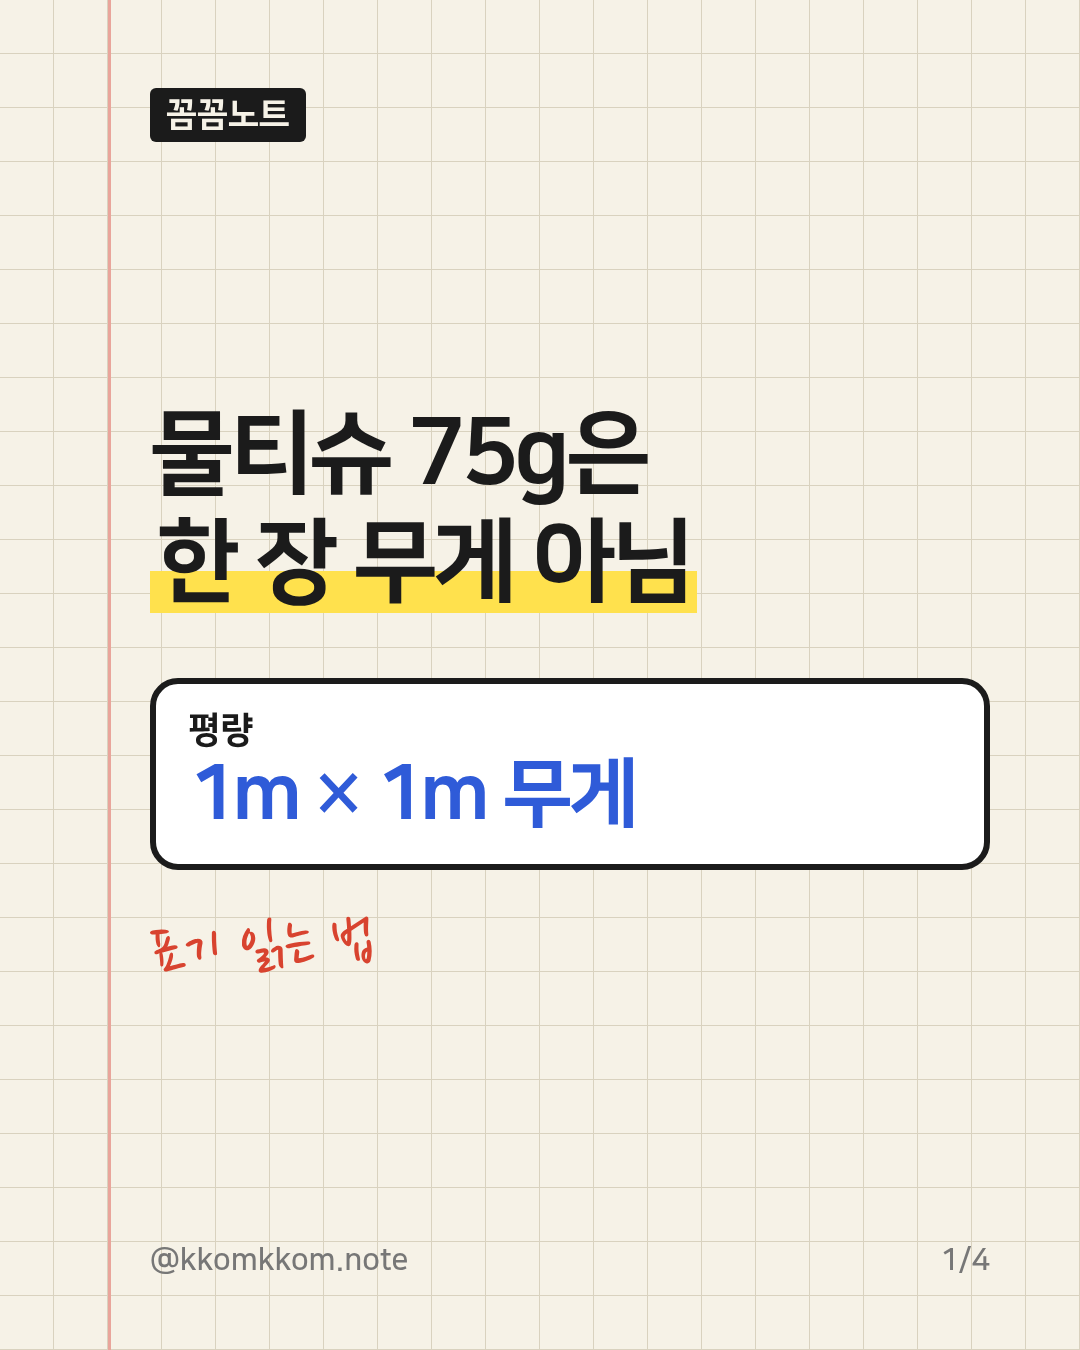 꼼꼼노트
물티슈 75g은
한 장 무게 아님
평량
1m × 1m 무게
표기 읽는 법
@kkomkkom.note
1/4